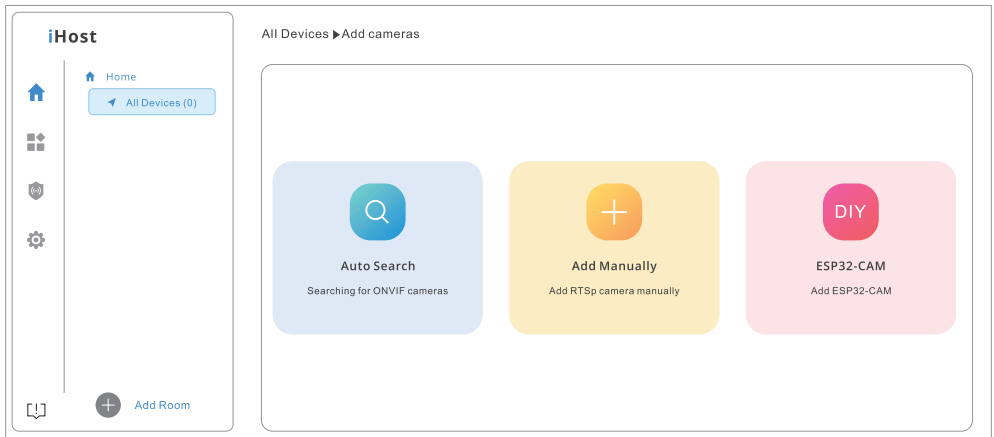 iHost
Home
All Devices (0)
Add Room
All Devices ▶Add cameras
Auto Search
Searching for ONVIF cameras
Add Manually
Add RTSp camera manually
DIY
ESP32-CAM
Add ESP32-CAM